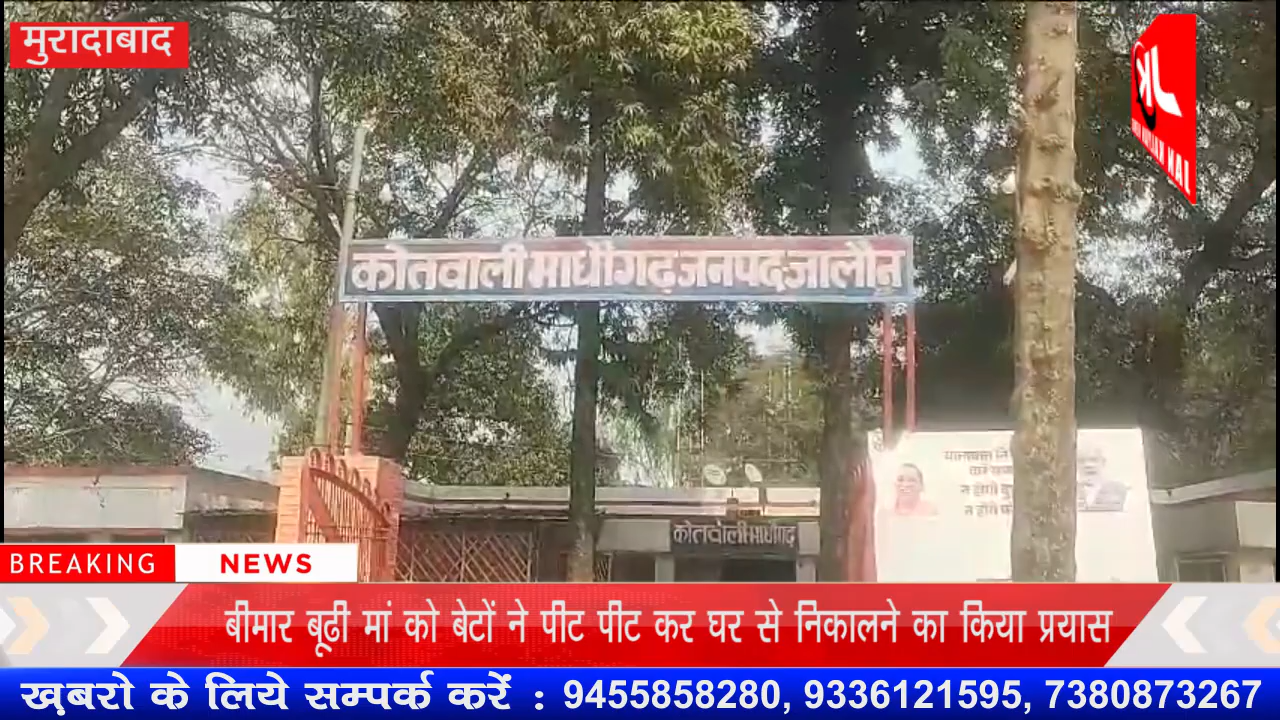 मुरादाबाद
कोतवाली माधौगढ़ जनपद जालौन
कोतवाली माधौगढ़
न होगी
BREAKING NEWS
बीमार बूढी मां को बेटों ने पीट पीट कर घर से निकालने का किया प्रयास
ख़बरो के लिये सम्पर्क करें : 9455858280, 9336121595, 7380873267